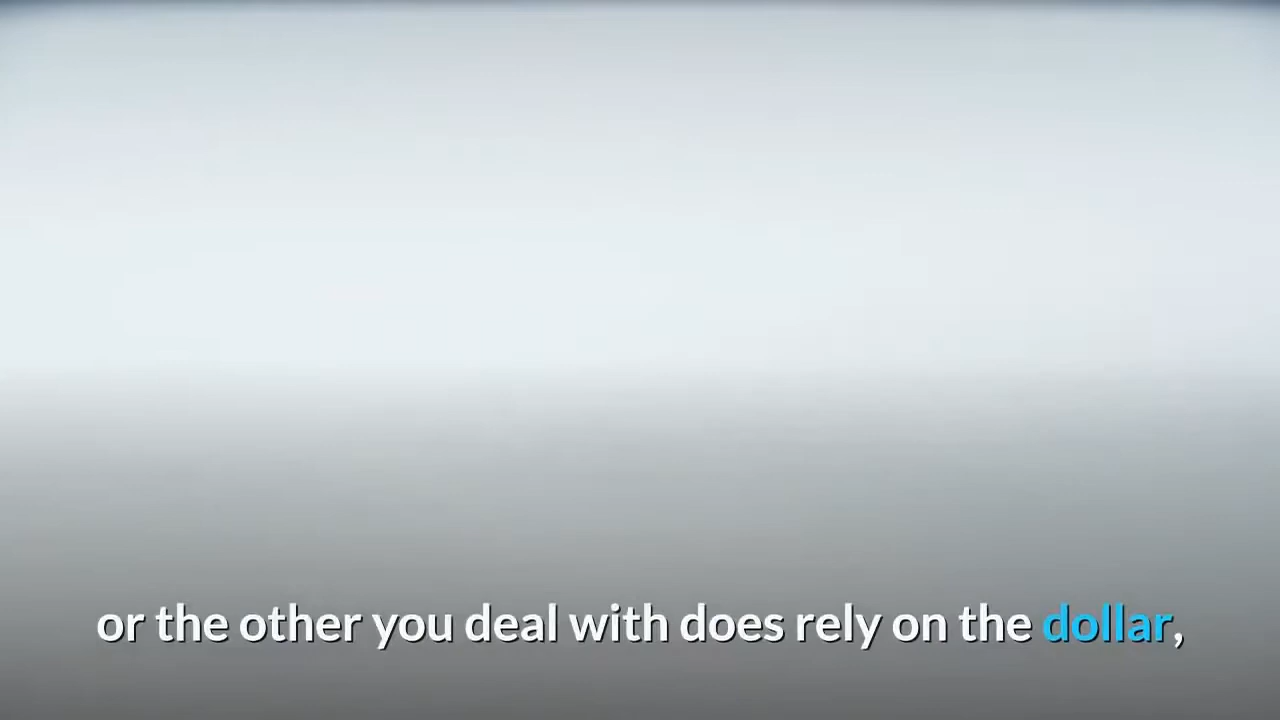 or the other you deal with does rely on the dollar,